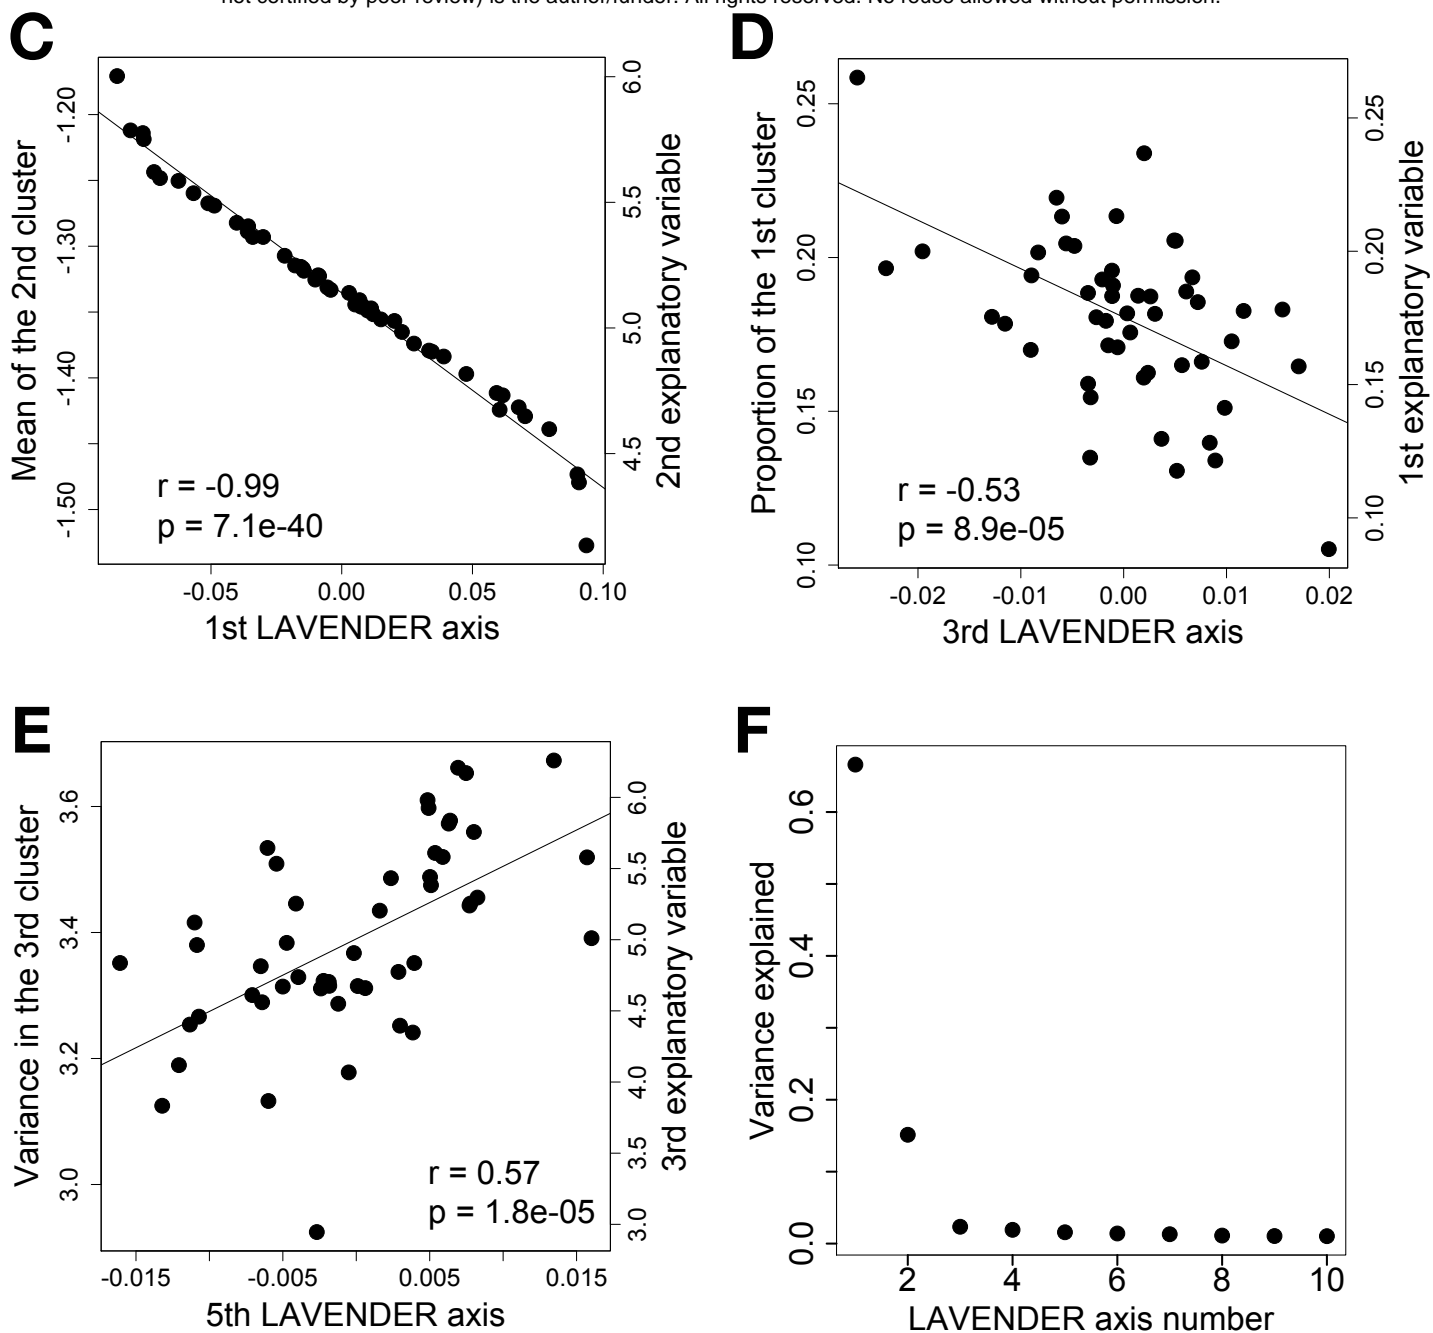 not certified by peer review) is the author/funder. All rights reserved. No reuse allowed without permission.
C
Mean of the 2nd cluster
-1.20
-1.30
-1.40
-1.50
6.0
5.5
5.0
4.5
2nd explanatory variable
r = -0.99
p = 7.1e-40
-0.05
0.00
0.05
0.10
1st LAVENDER axis
D
Proportion of the 1st cluster
0.25
0.20
0.15
0.10
0.25
0.20
0.15
0.10
1st explanatory variable
r = -0.53
p = 8.9e-05
-0.02
-0.01
0.00
0.01
0.02
3rd LAVENDER axis
E
Variance in the 3rd cluster
3.6
3.4
3.2
3.0
6.0
5.5
5.0
4.5
4.0
3.5
3.0
3rd explanatory variable
r = 0.57
p = 1.8e-05
-0.015
-0.005
0.005
0.015
5th LAVENDER axis
F
Variance explained
0.6
0.4
0.2
0.0
2
4
6
8
10
LAVENDER axis number